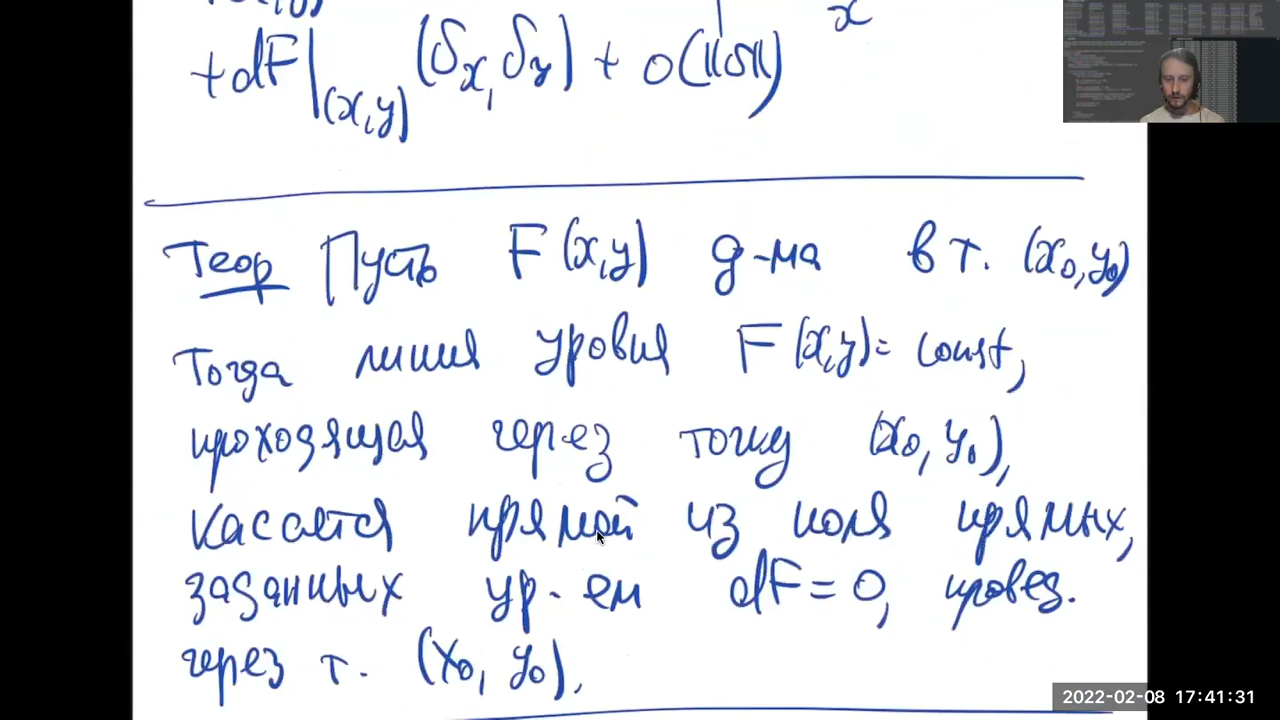 +dF|(x,y) (δx, δy) + o(||δ||) x
Теор Пусть F(x,y) д-ма в т. (x₀,y₀)
Тогда линия уровня F(x,y)= const,
проходящая через точку (x₀, y₀),
касается прямой из поля прямых,
заданных ур-ем dF=0, провед.
через т. (x₀, y₀).
2022-02-08 17:41:31